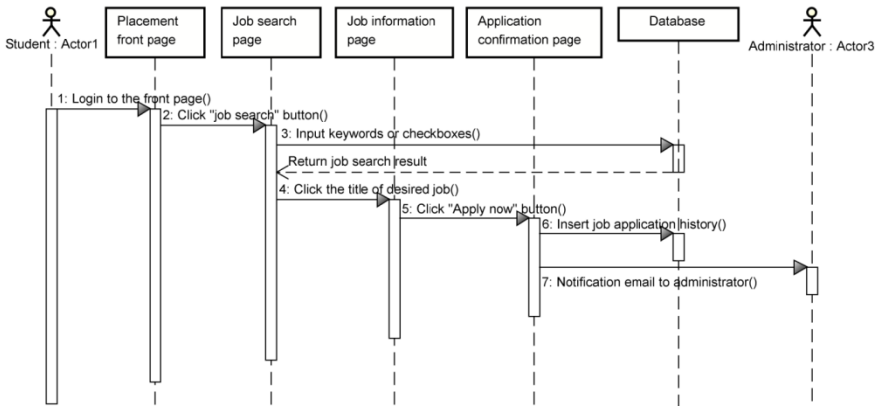 Placement
front page
Job search
page
Job information
page
Application
confirmation page
Database
Student : Actor1
Administrator : Actor3
1: Login to the front page()
2: Click "job search" button()
3: Input keywords or checkboxes()
Return job search result
4: Click the title of desired job()
5: Click "Apply now" button()
6: Insert job application history()
7: Notification email to administrator()